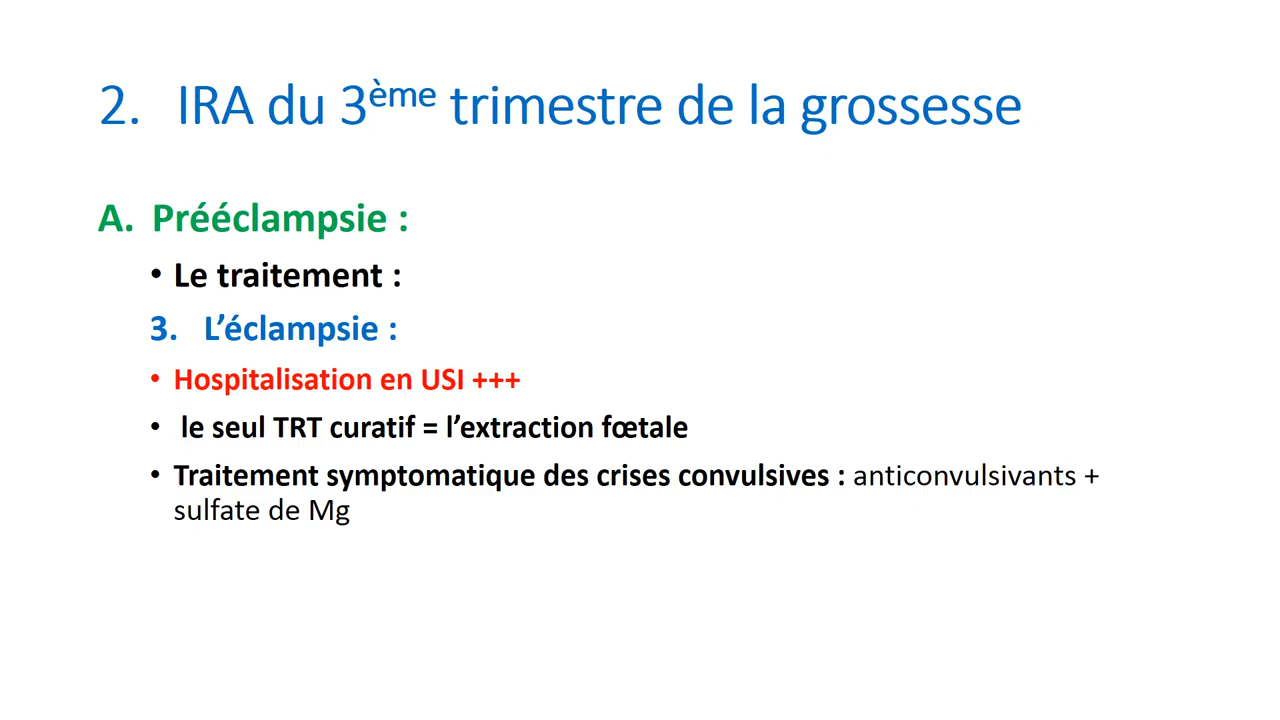 2. IRA du 3ème trimestre de la grossesse
A. Prééclampsie :
• Le traitement :
3. L’éclampsie :
• Hospitalisation en USI +++
• le seul TRT curatif = l’extraction fœtale
• Traitement symptomatique des crises convulsives : anticonvulsivants +
sulfate de Mg